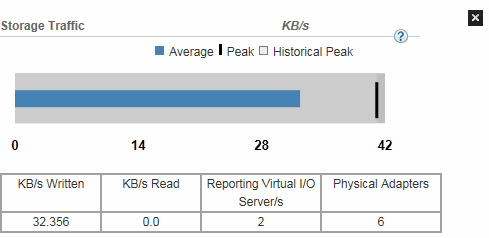 Storage Traffic KB/s
?
Average Peak Historical Peak
0 14 28 42
KB/s Written KB/s Read Reporting Virtual I/O Server/s Physical Adapters
32.356 0.0 2 6